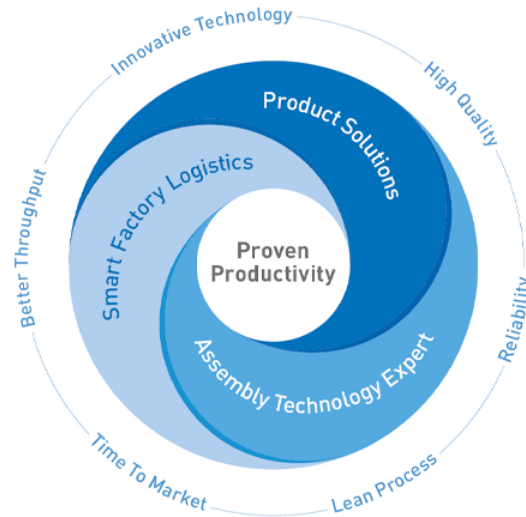 Innovative Technology
High Quality
Reliability
Lean Process
Time To Market
Better Throughput
Product Solutions
Assembly Technology Expert
Smart Factory Logistics
Proven
Productivity